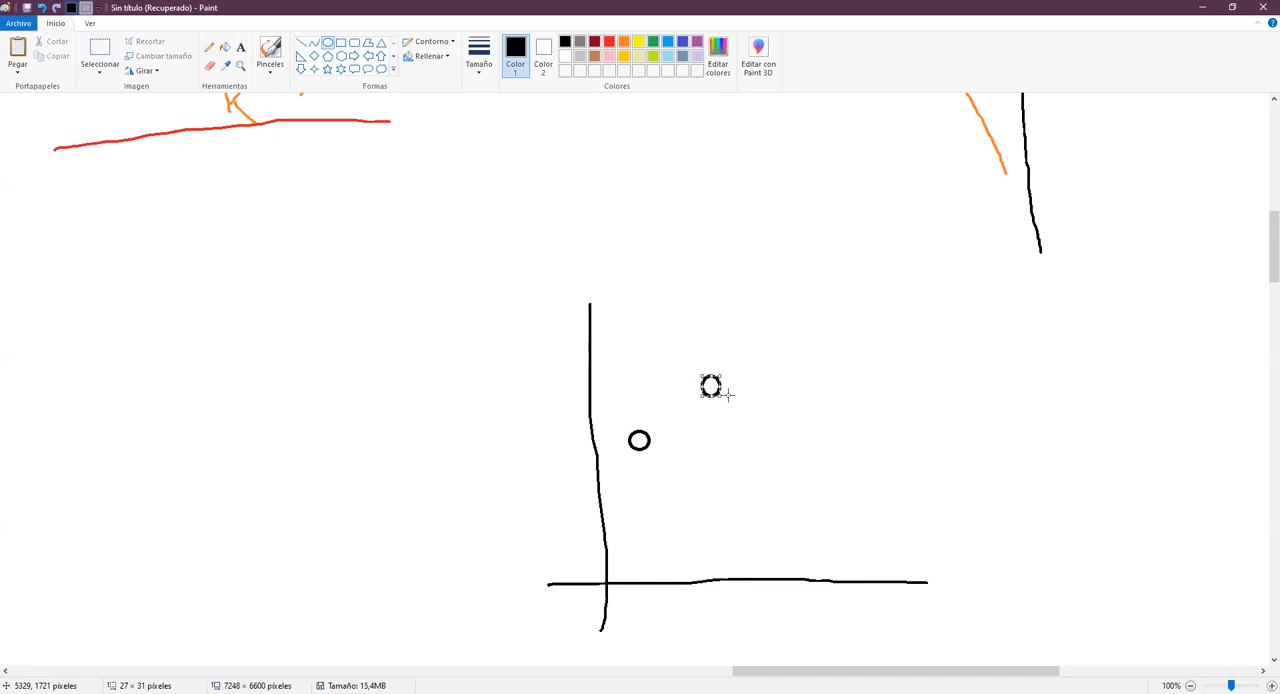 Sin título (Recuperado) - Paint
Archivo Inicio Ver
Pegar
Cortar
Copiar
Portapapeles
Seleccionar
Recortar
Cambiar tamaño
Girar
Imagen
A
Herramientas
Pinceles
Contorno
Rellenar
Formas
Tamaño
Color 1
Color 2
Editar colores
Colores
Editar con Paint 3D
K
5329, 1721 píxeles 27 × 31 píxeles 7248 × 6600 píxeles Tamaño: 15,4MB 100%